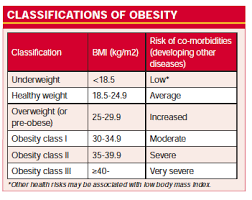 CLASSIFICATIONS OF OBESITY
Classification BMI (kg/m2) Risk of co-morbidities (developing other diseases)
Underweight <18.5 Low*
Healthy weight 18.5-24.9 Average
Overweight (or pre-obese) 25-29.9 Increased
Obesity class I 30-34.9 Moderate
Obesity class II 35-39.9 Severe
Obesity class III ≥40- Very severe
*Other health risks may be associated with low body mass index.